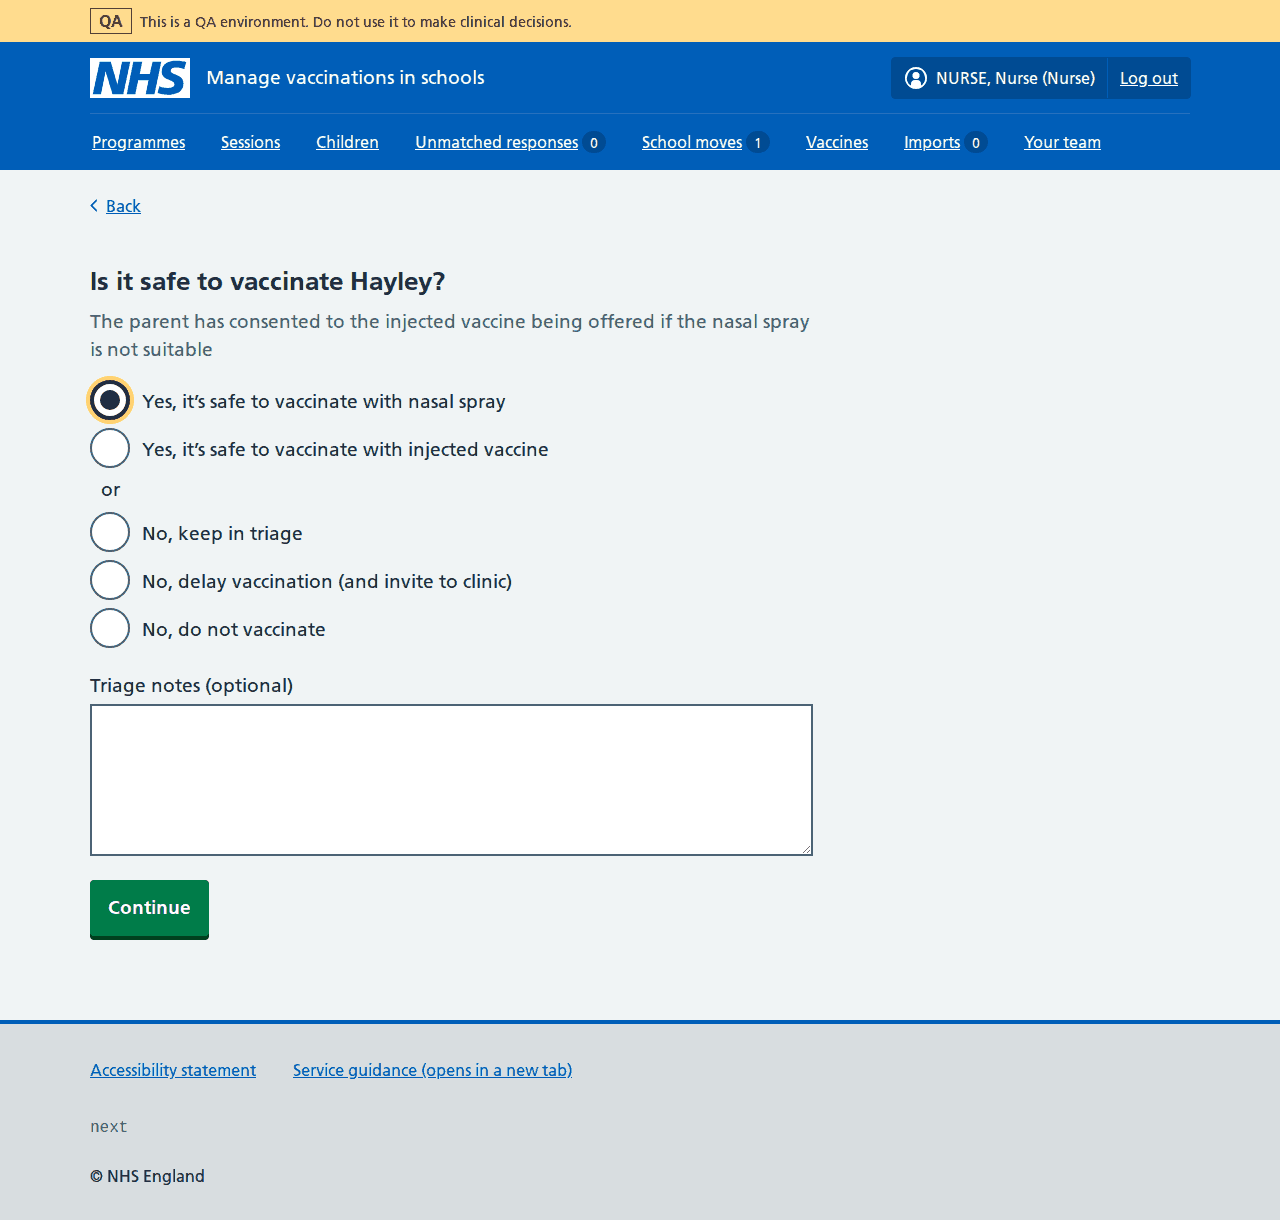 QA This is a QA environment. Do not use it to make clinical decisions.
NHS Manage vaccinations in schools NURSE, Nurse (Nurse) Log out
Programmes Sessions Children Unmatched responses 0 School moves 1 Vaccines Imports 0 Your team
Back
Is it safe to vaccinate Hayley?
The parent has consented to the injected vaccine being offered if the nasal spray
is not suitable
Yes, it’s safe to vaccinate with nasal spray
Yes, it’s safe to vaccinate with injected vaccine
or
No, keep in triage
No, delay vaccination (and invite to clinic)
No, do not vaccinate
Triage notes (optional)
Continue
Accessibility statement Service guidance (opens in a new tab)
next
© NHS England